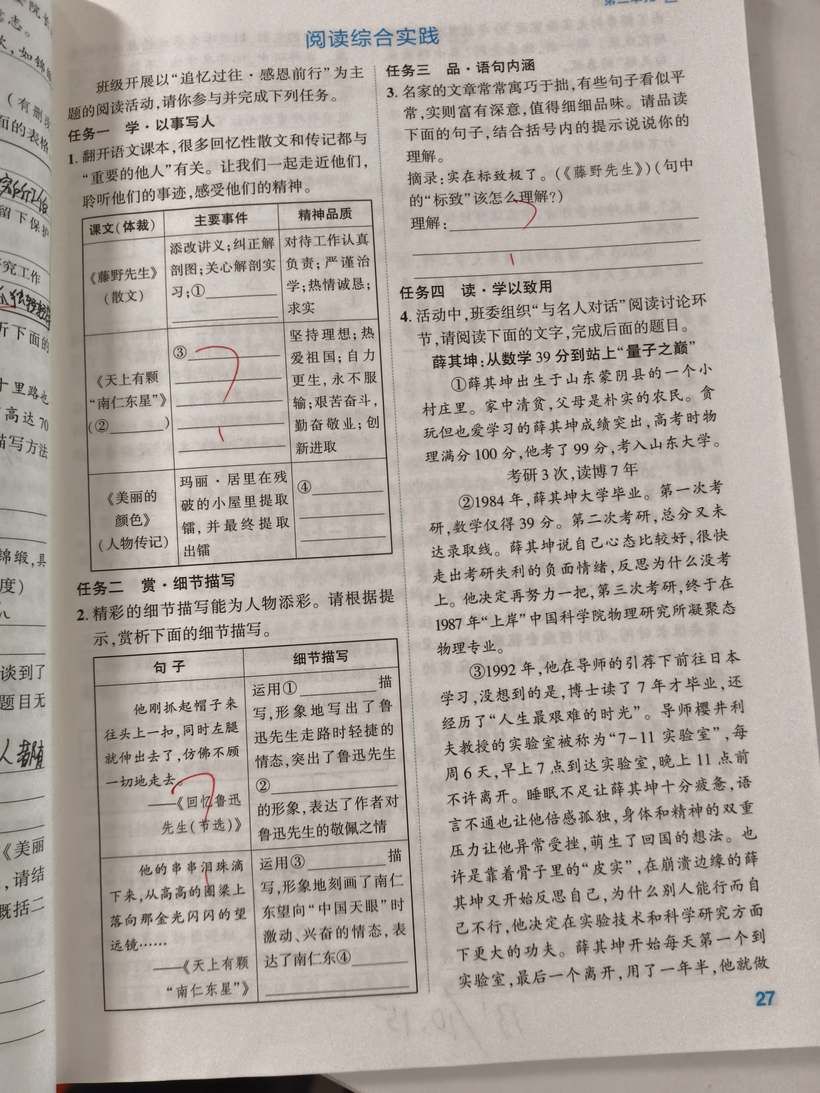 阅读综合实践
班级开展以“追忆过往·感恩前行”为主
题的阅读活动,请你参与并完成下列任务。
任务一 学·以事写人
1.翻开语文课本,很多回忆性散文和传记都与
“重要的他人”有关。让我们一起走近他们,
聆听他们的事迹,感受他们的精神。
课文(体裁) 主要事件 精神品质
《藤野先生》
(散文)
添改讲义;纠正解
剖图;关心解剖实
习;①
对待工作认真
负责;严谨治
学;热情诚恳;
求实
《天上有颗
“南仁东星”》
(②)
③
坚持理想;热
爱祖国;自力
更生,永不服
输;艰苦奋斗,
勤奋敬业;创
新进取
《美丽的
颜色》
(人物传记)
玛丽·居里在残
破的小屋里提取
镭,并最终提取
出镭
④
任务二 赏·细节描写
2.精彩的细节描写能为人物添彩。请根据提
示,赏析下面的细节描写。
句子 细节描写
他刚抓起帽子来
往头上一扣,同时左腿
就伸出去了,仿佛不顾
一切地走去。
——《回忆鲁迅
先生(节选)》
运用① 描
写,形象地写出了鲁
迅先生走路时轻捷的
情态,突出了鲁迅先生
②
的形象,表达了作者对
鲁迅先生的敬佩之情
他的串串泪珠滴
下来,从高高的圈梁上
落向那金光闪闪的望
远镜……
——《天上有颗
“南仁东星”》
运用③ 描
写,形象地刻画了南仁
东望向“中国天眼”时
激动、兴奋的情态,表
达了南仁东④
任务三 品·语句内涵
3.名家的文章常常寓巧于拙,有些句子看似平
常,实则富有深意,值得细细品味。请品读
下面的句子,结合括号内的提示说说你的
理解。
摘录:实在标致极了。(《藤野先生》)(句中
的“标致”该怎么理解?)
理解:
任务四 读·学以致用
4.活动中,班委组织“与名人对话”阅读讨论环
节,请阅读下面的文字,完成后面的题目。
薛其坤:从数学39分到站上“量子之巅”
①薛其坤出生于山东蒙阴县的一个小
村庄里。家中清贫,父母是朴实的农民。贪
玩但也爱学习的薛其坤成绩突出,高考时物
理满分100分,他考了99分,考入山东大学。
考研3次,读博7年
②1984年,薛其坤大学毕业。第一次考
研,数学仅得39分。第二次考研,总分又未
达录取线。薛其坤说自己心态比较好,很快
走出考研失利的负面情绪,反思为什么没考
上。他决定再努力一把,第三次考研,终于在
1987年“上岸”中国科学院物理研究所凝聚态
物理专业。
③1992年,他在导师的引荐下前往日本
学习,没想到的是,博士读了7年才毕业,还
经历了“人生最艰难的时光”。导师樱井利
夫教授的实验室被称为“7-11实验室”,每
周6天,早上7点到达实验室,晚上11点前
不许离开。睡眠不足让薛其坤十分疲惫,语
言不通也让他倍感孤独,身体和精神的双重
压力让他异常受挫,萌生了回国的想法。也
许是靠着骨子里的“皮实”,在崩溃边缘的薛
其坤又开始反思自己,为什么别人能行而自
己不行,他决定在实验技术和科学研究方面
下更大的功夫。薛其坤开始每天第一个到
实验室,最后一个离开,用了一年半,他就做
27